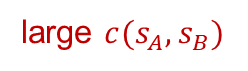 large c(s_A, s_B)